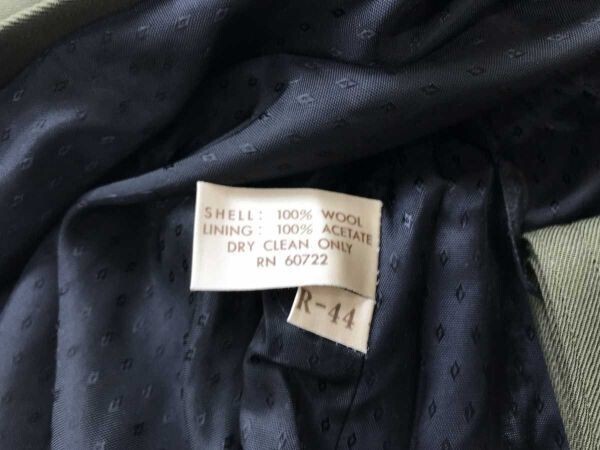 SHELL: 100% WOOL
LINING: 100% ACETATE
DRY CLEAN ONLY
RN 60722
R-44